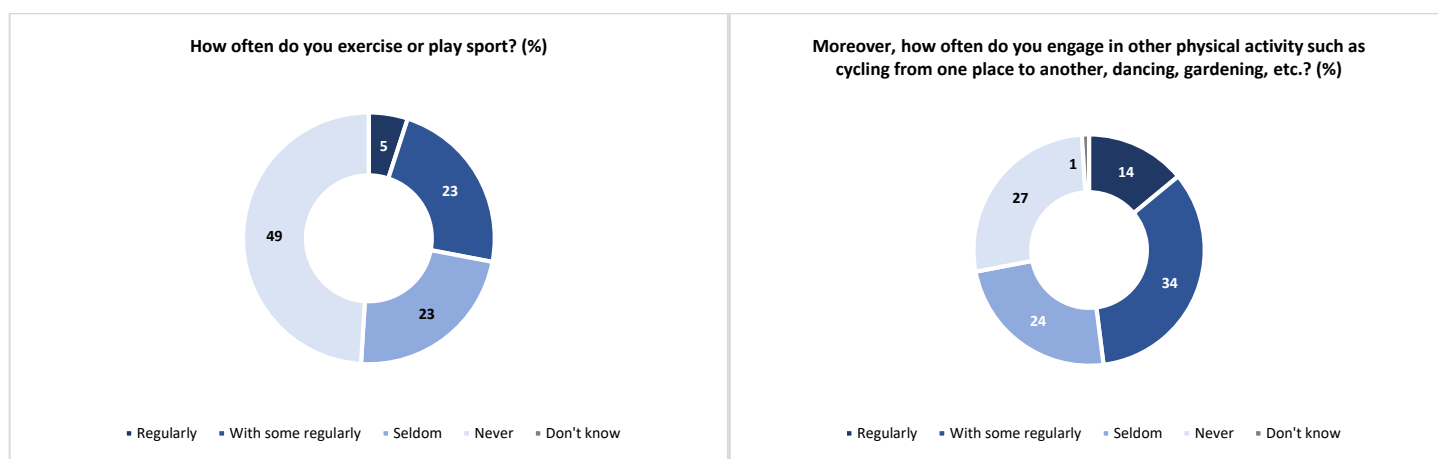 How often do you exercise or play sport? (%)
5
23
23
49
Regularly With some regularly Seldom Never Don't know
Moreover, how often do you engage in other physical activity such as
cycling from one place to another, dancing, gardening, etc.? (%)
14
34
24
27
1
Regularly With some regularly Seldom Never Don't know